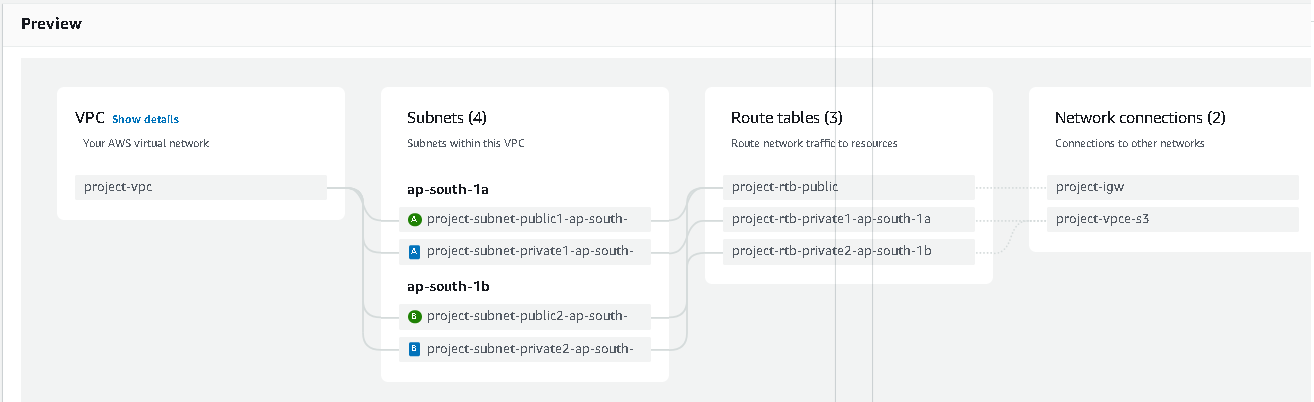 Preview
VPC Show details
Your AWS virtual network
project-vpc
Subnets (4)
Subnets within this VPC
ap-south-1a
A project-subnet-public1-ap-south-
A project-subnet-private1-ap-south-
ap-south-1b
B project-subnet-public2-ap-south-
B project-subnet-private2-ap-south-
Route tables (3)
Route network traffic to resources
project-rtb-public
project-rtb-private1-ap-south-1a
project-rtb-private2-ap-south-1b
Network connections (2)
Connections to other networks
project-igw
project-vpce-s3